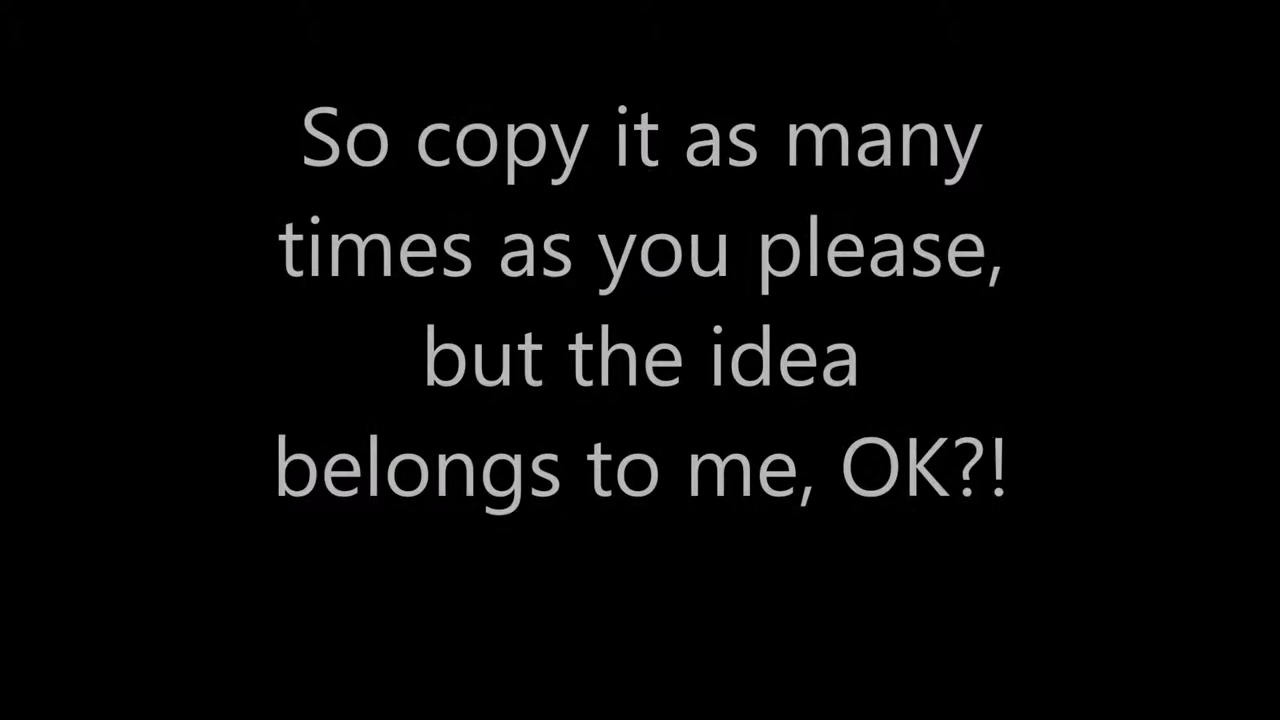 So copy it as many
times as you please,
but the idea
belongs to me, OK?!